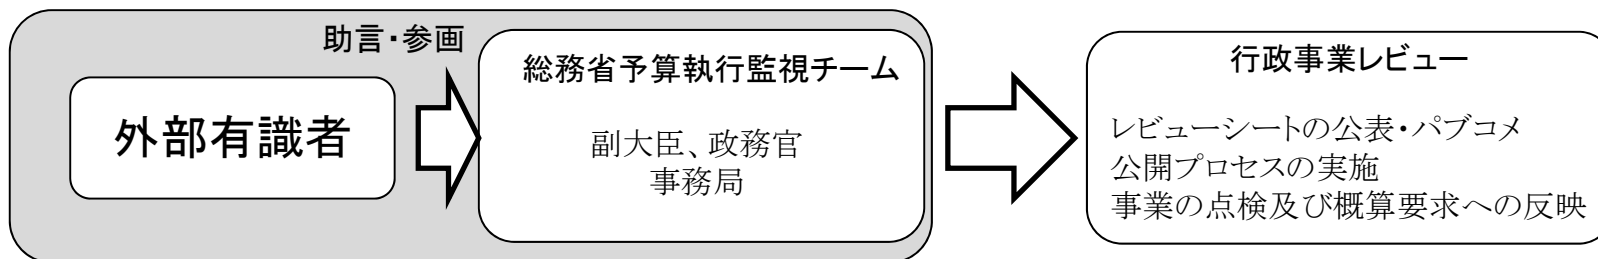 助言・参画
外部有識者
総務省予算執行監視チーム
副大臣、政務官
事務局
行政事業レビュー
レビューシートの公表・パブコメ
公開プロセスの実施
事業の点検及び概算要求への反映